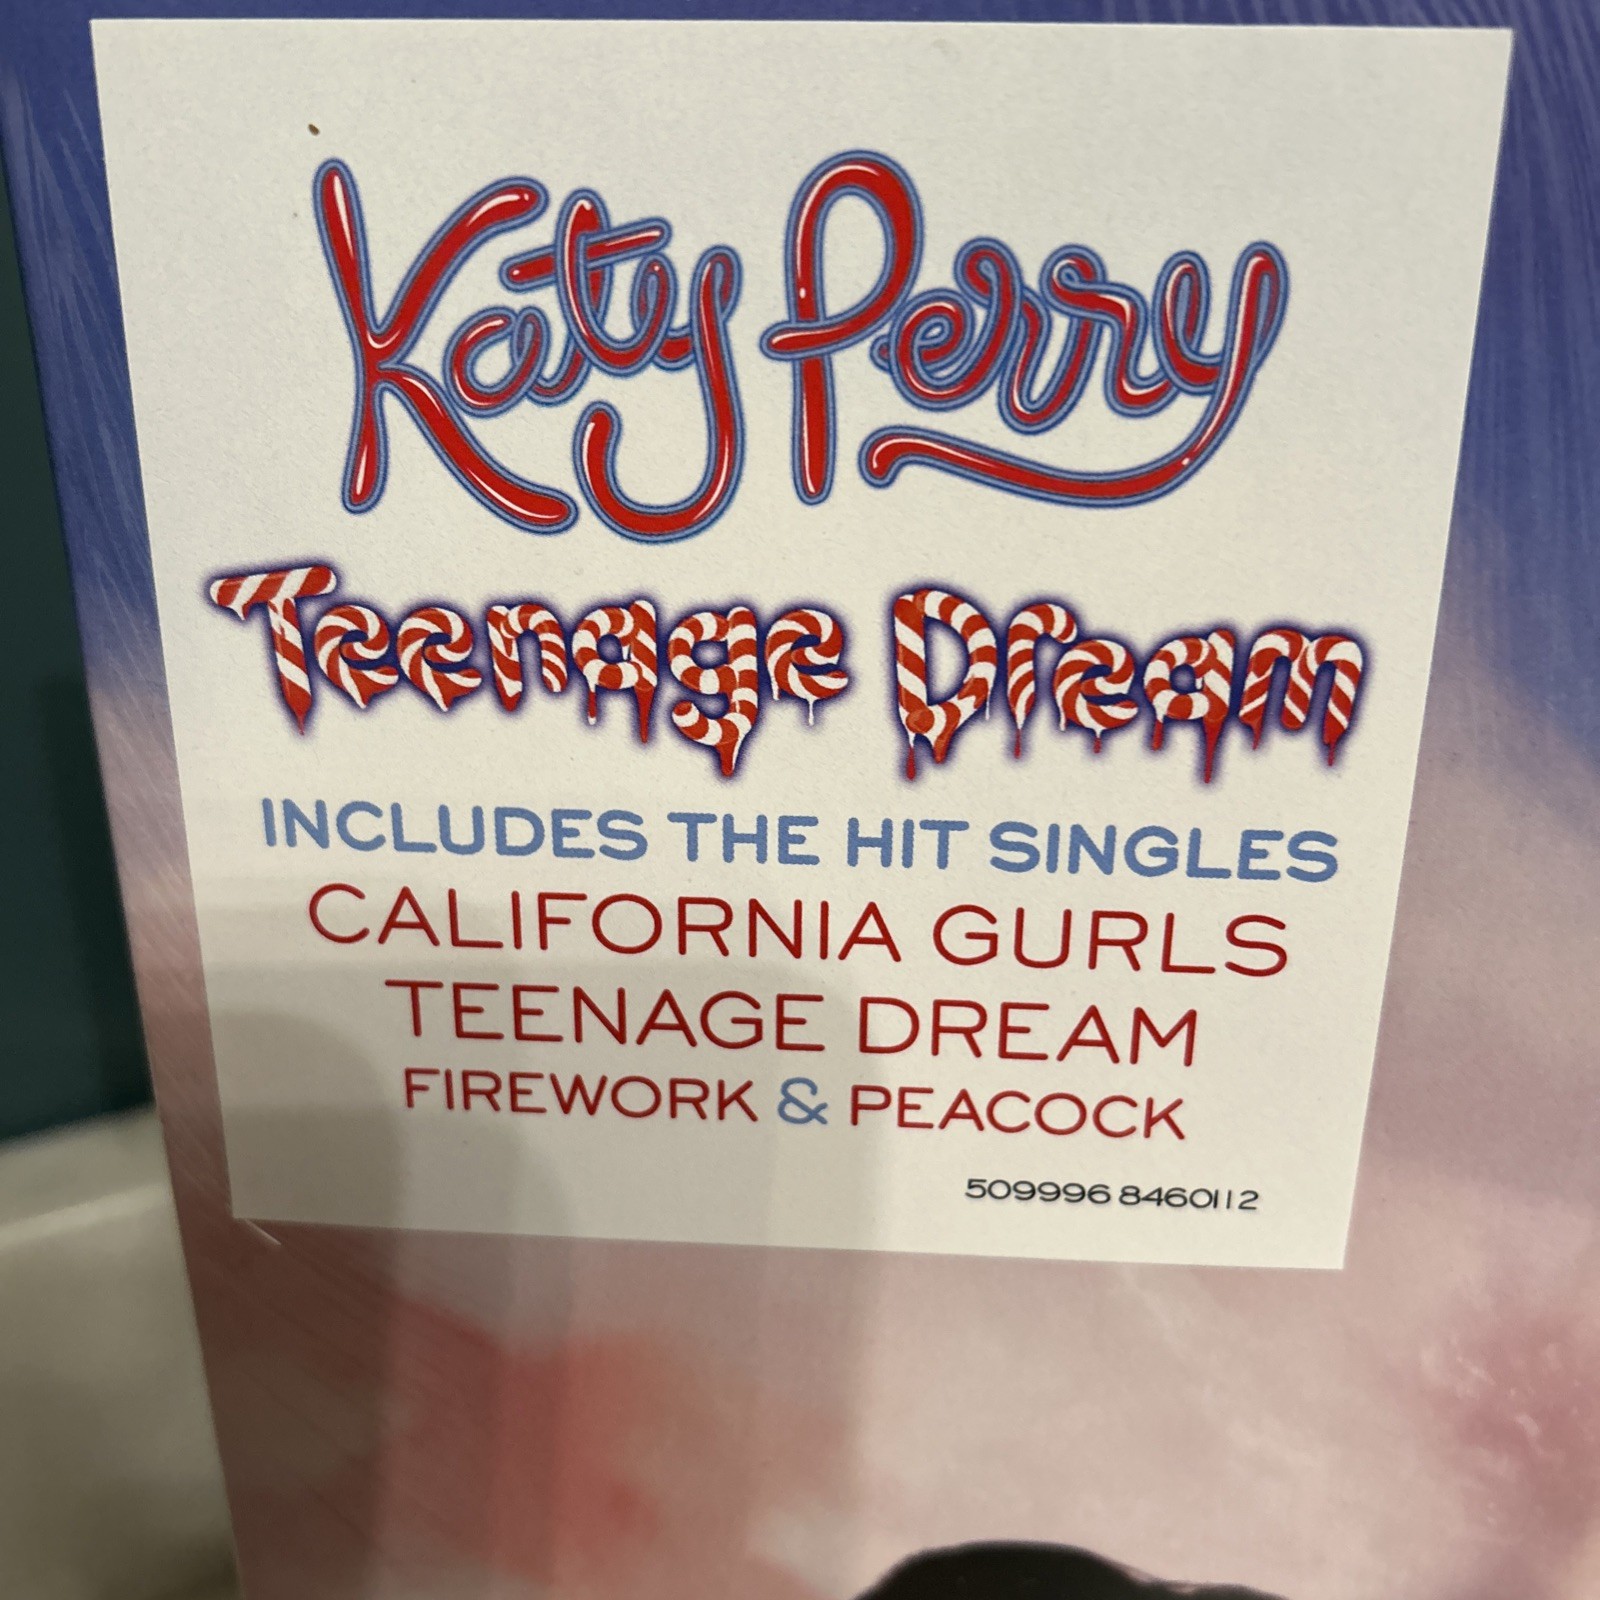 Katy Perry
Teenage Dream
INCLUDES THE HIT SINGLES
CALIFORNIA GURLS
TEENAGE DREAM
FIREWORK & PEACOCK
509996 8460112